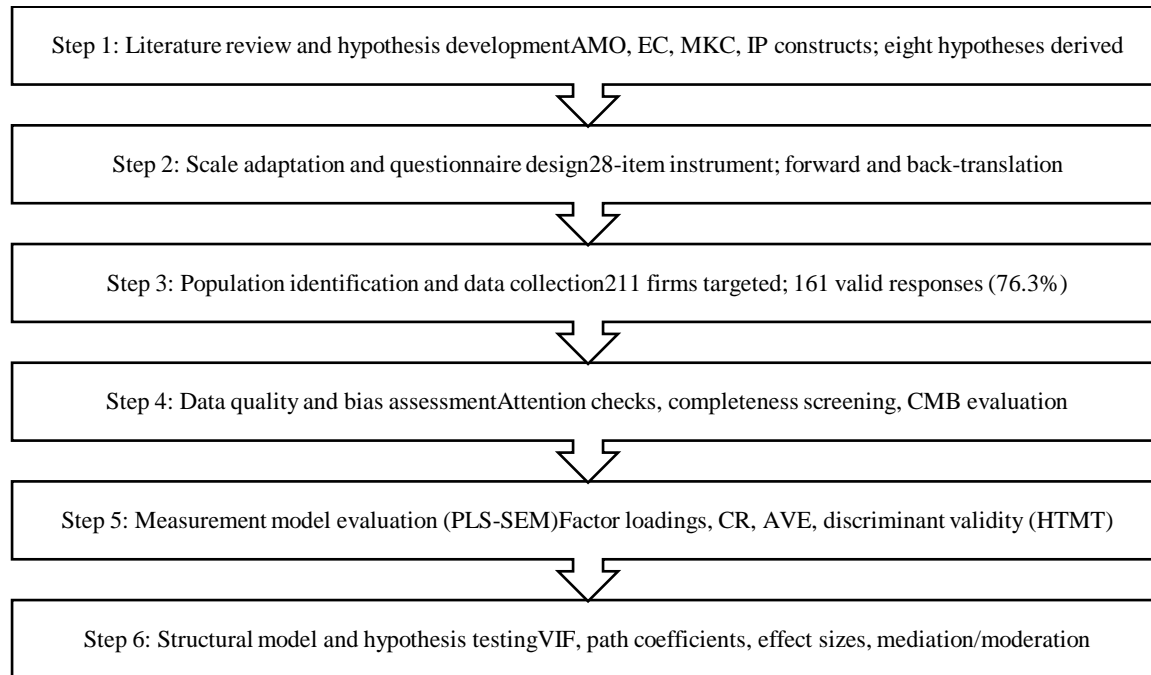 Step 1: Literature review and hypothesis developmentAMO, EC, MKC, IP constructs; eight hypotheses derived
Step 2: Scale adaptation and questionnaire design28-item instrument; forward and back-translation
Step 3: Population identification and data collection211 firms targeted; 161 valid responses (76.3%)
Step 4: Data quality and bias assessmentAttention checks, completeness screening, CMB evaluation
Step 5: Measurement model evaluation (PLS-SEM)Factor loadings, CR, AVE, discriminant validity (HTMT)
Step 6: Structural model and hypothesis testingVIF, path coefficients, effect sizes, mediation/moderation